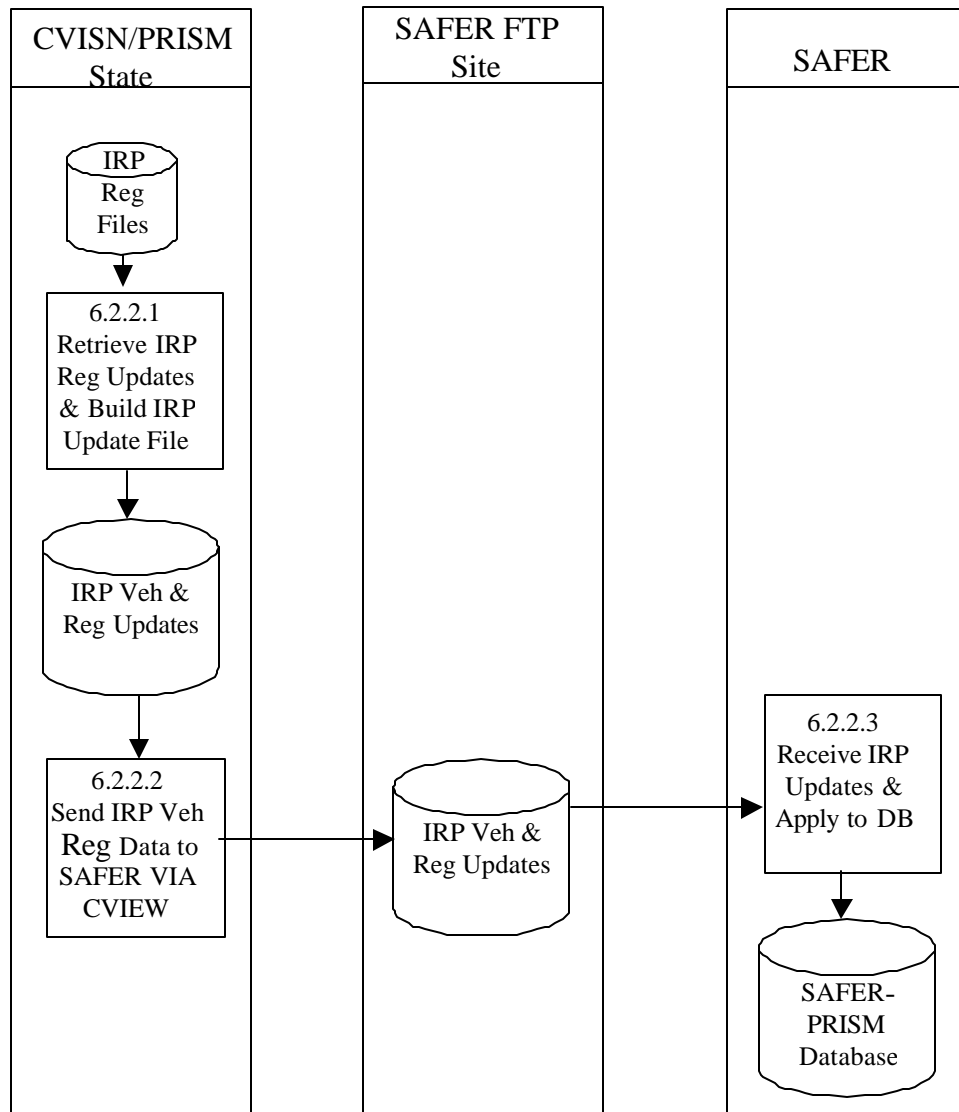 CVISN/PRISM
State
IRP
Reg
Files
6.2.2.1
Retrieve IRP
Reg Updates
& Build IRP
Update File
IRP Veh &
Reg Updates
6.2.2.2
Send IRP Veh
Reg Data to
SAFER VIA
CVIEW
SAFER FTP
Site
IRP Veh &
Reg Updates
SAFER
6.2.2.3
Receive IRP
Updates &
Apply to DB
SAFER-
PRISM
Database